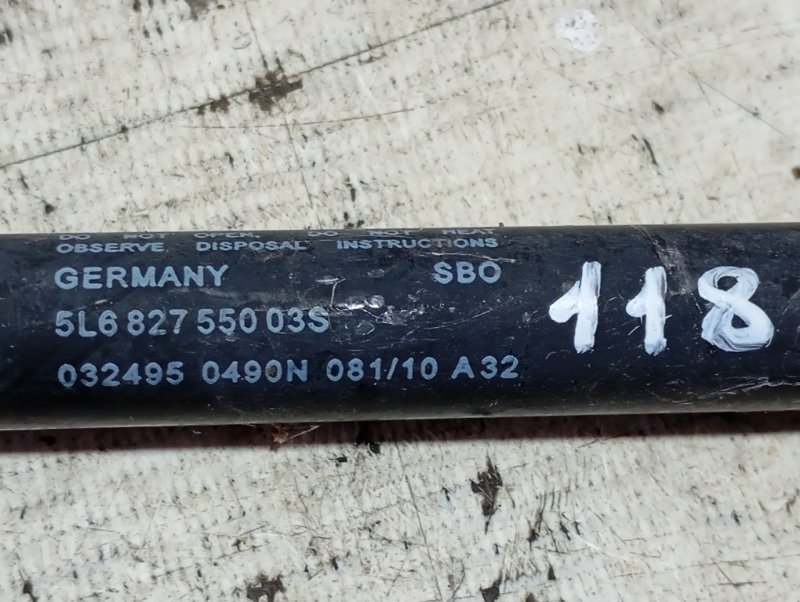 DO NOT OPEN. DO NOT HEAT
OBSERVE DISPOSAL INSTRUCTIONS
GERMANY SBO
5L6 827 550 03S
032495 0490N 081/10 A32
118